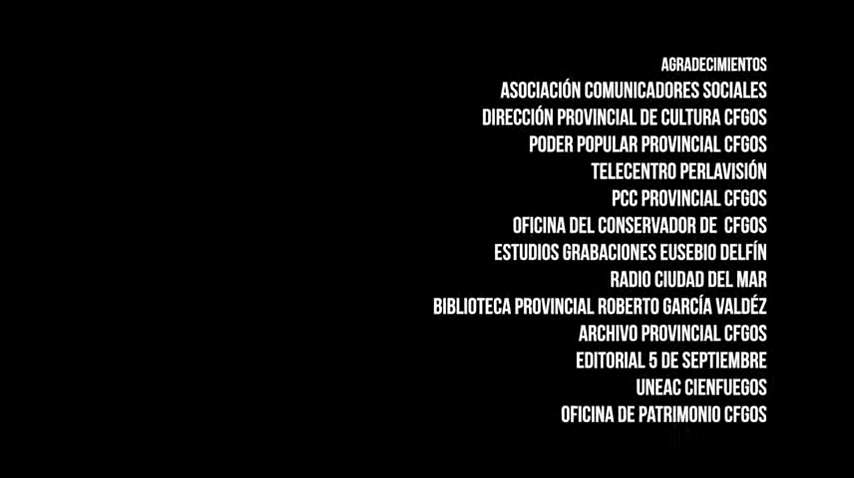 AGRADECIMIENTOS
ASOCIACIÓN COMUNICADORES SOCIALES
DIRECCIÓN PROVINCIAL DE CULTURA CFGOS
PODER POPULAR PROVINCIAL CFGOS
TELECENTRO PERLAVISIÓN
PCC PROVINCIAL CFGOS
OFICINA DEL CONSERVADOR DE CFGOS
ESTUDIOS GRABACIONES EUSEBIO DELFÍN
RADIO CIUDAD DEL MAR
BIBLIOTECA PROVINCIAL ROBERTO GARCÍA VALDÉZ
ARCHIVO PROVINCIAL CFGOS
EDITORIAL 5 DE SEPTIEMBRE
UNEAC CIENFUEGOS
OFICINA DE PATRIMONIO CFGOS